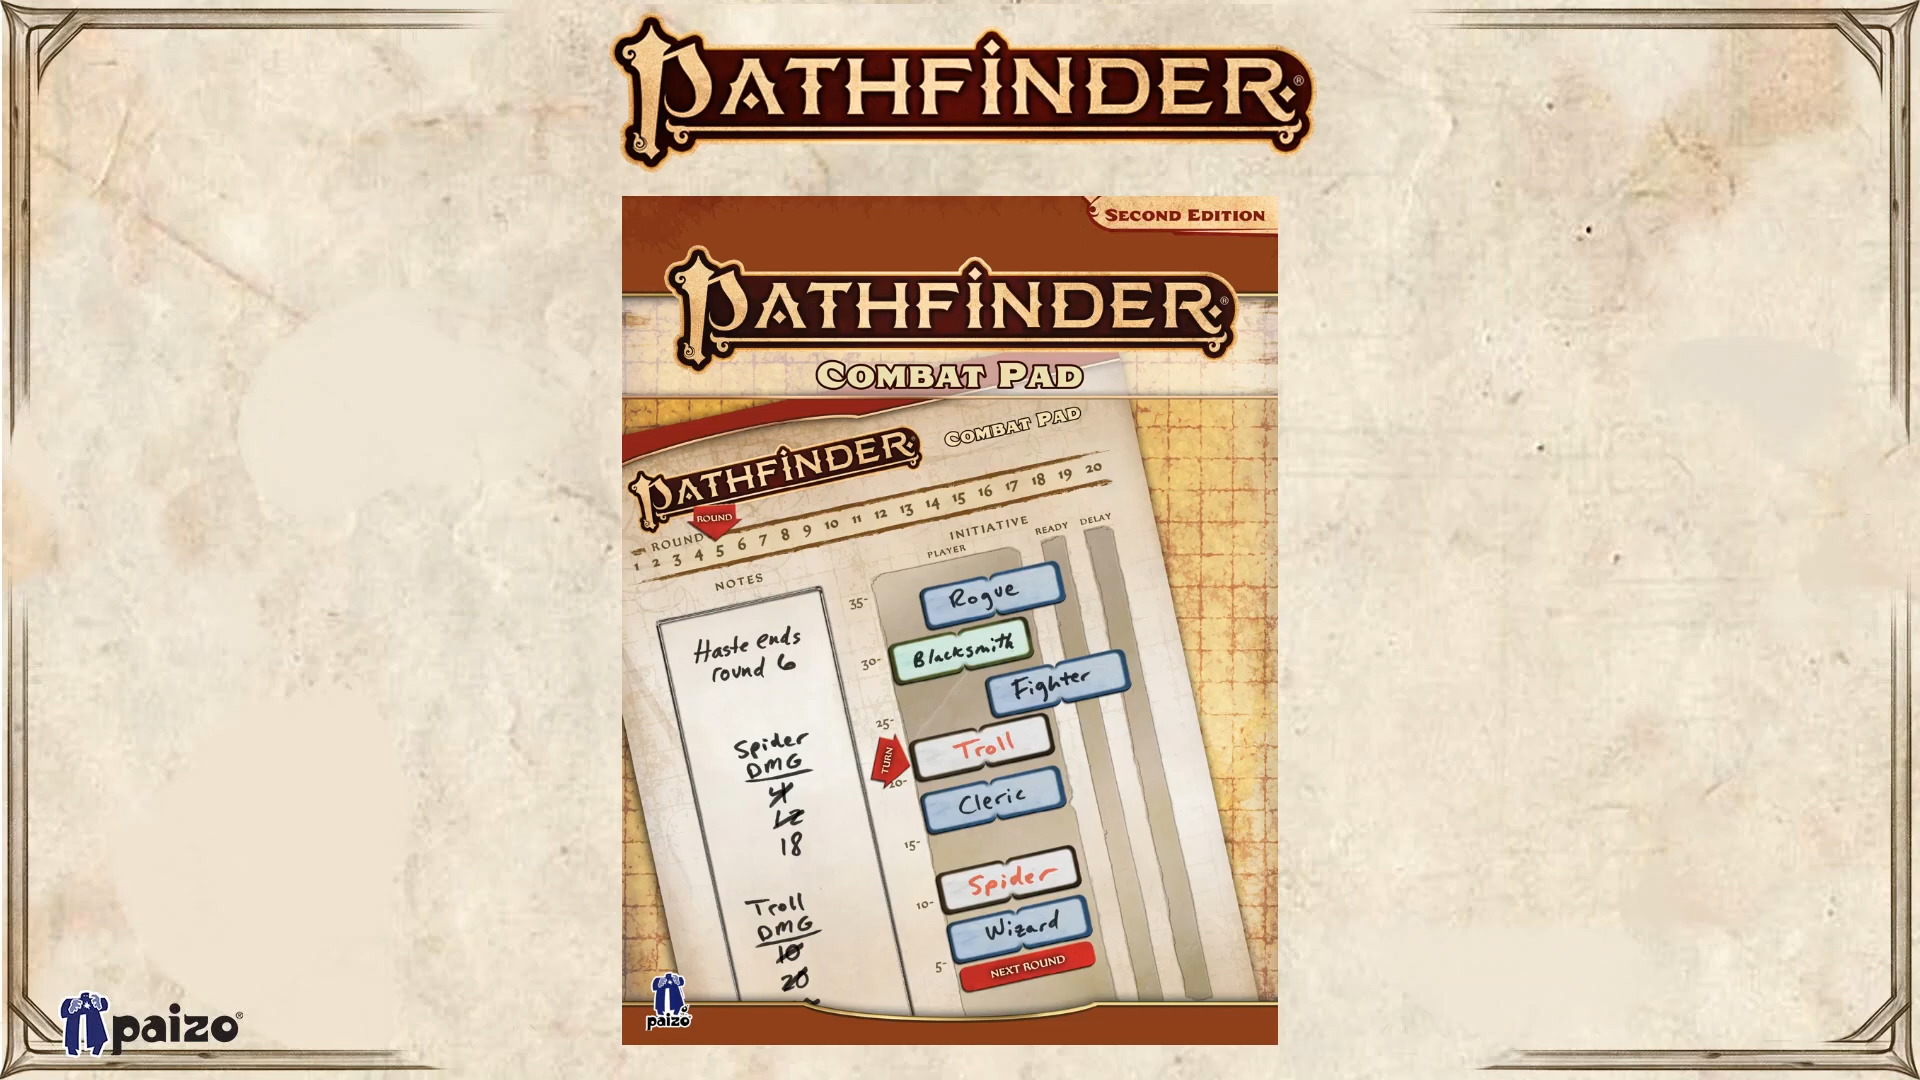 PATHFINDER®
SECOND EDITION
PATHFINDER®
COMBAT PAD
PATHFINDER
COMBAT PAD
ROUND
ROUND
1 2 3 4 5 6 7 8 9 10 11 12 13 14 15 16 17 18 19 20
NOTES
INITIATIVE
PLAYER
READY
DELAY
Haste ends
round 6
Spider
DMG
4
12
18
Troll
DMG
10
20
35-
Rogue
30-
Blacksmith
Fighter
25-
TURN
Troll
20-
Cleric
15-
Spider
10-
Wizard
5-
NEXT ROUND
paizo
paizo®